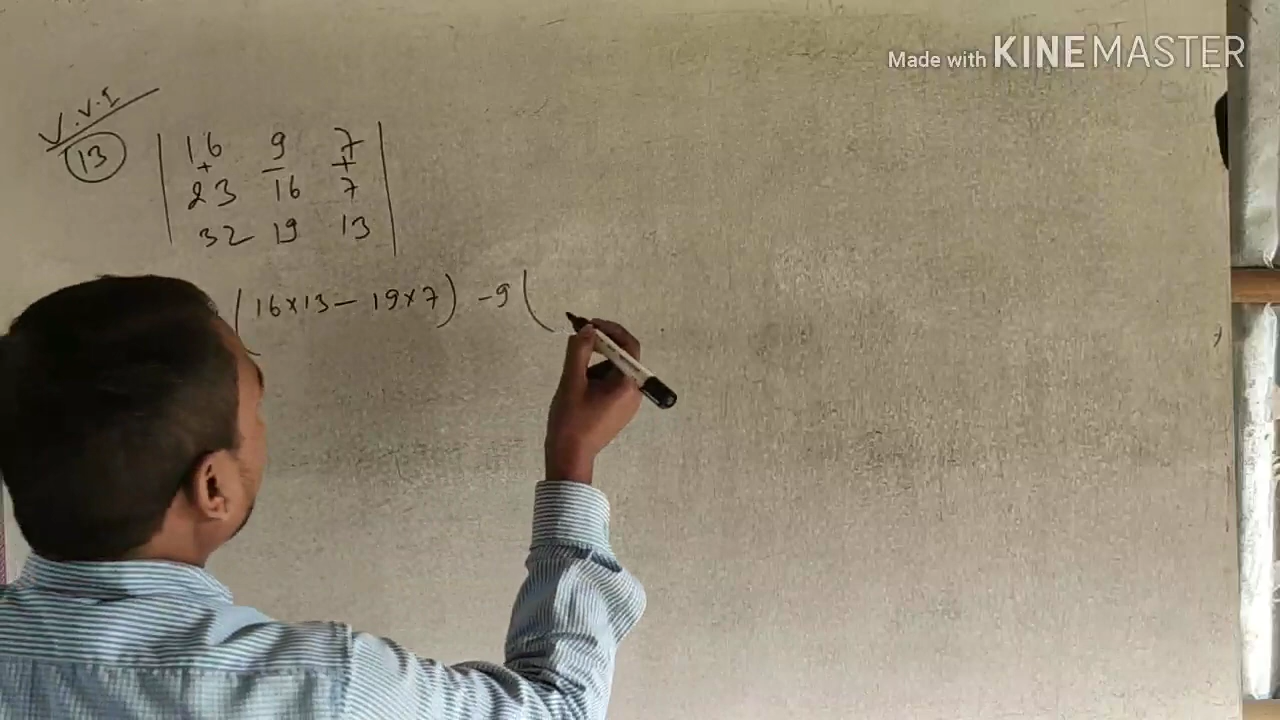 Made with KINEMASTER
V.V.I
13
16 9 7
+ − +
23 16 7
32 19 13
(16×13− 19×7) −9(